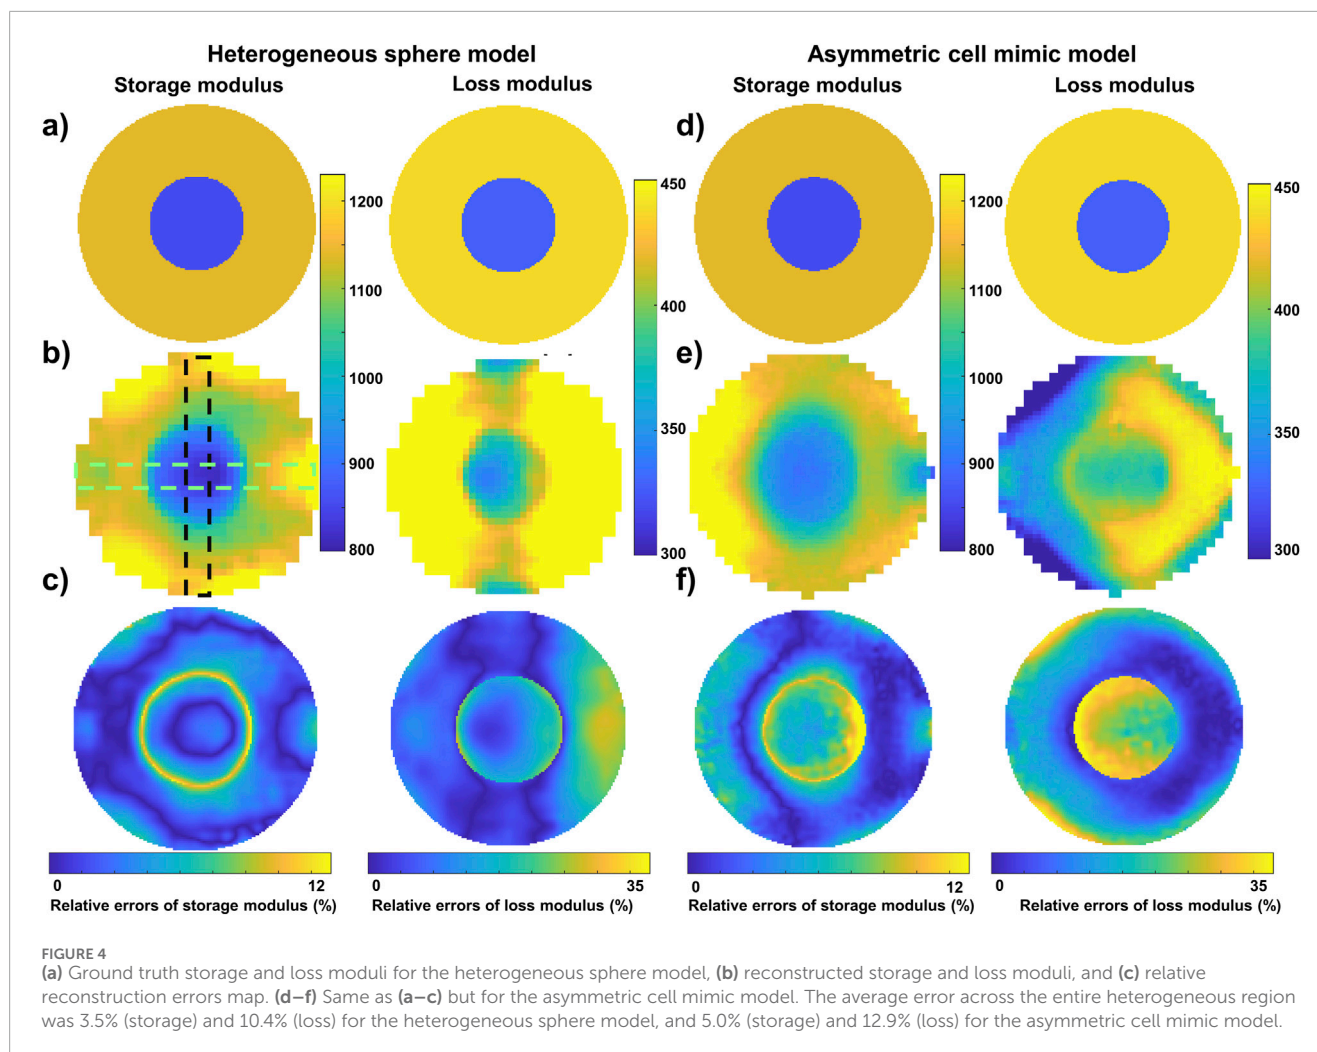 Heterogeneous sphere model
Asymmetric cell mimic model
Storage modulus
Loss modulus
Storage modulus
Loss modulus
a)
d)
1200
1100
1000
900
800
450
400
350
300
1200
1100
1000
900
800
450
400
350
300
b)
e)
c)
f)
0 12
Relative errors of storage modulus (%)
0 35
Relative errors of loss modulus (%)
0 12
Relative errors of storage modulus (%)
0 35
Relative errors of loss modulus (%)
FIGURE 4
(a) Ground truth storage and loss moduli for the heterogeneous sphere model, (b) reconstructed storage and loss moduli, and (c) relative
reconstruction errors map. (d–f) Same as (a–c) but for the asymmetric cell mimic model. The average error across the entire heterogeneous region
was 3.5% (storage) and 10.4% (loss) for the heterogeneous sphere model, and 5.0% (storage) and 12.9% (loss) for the asymmetric cell mimic model.